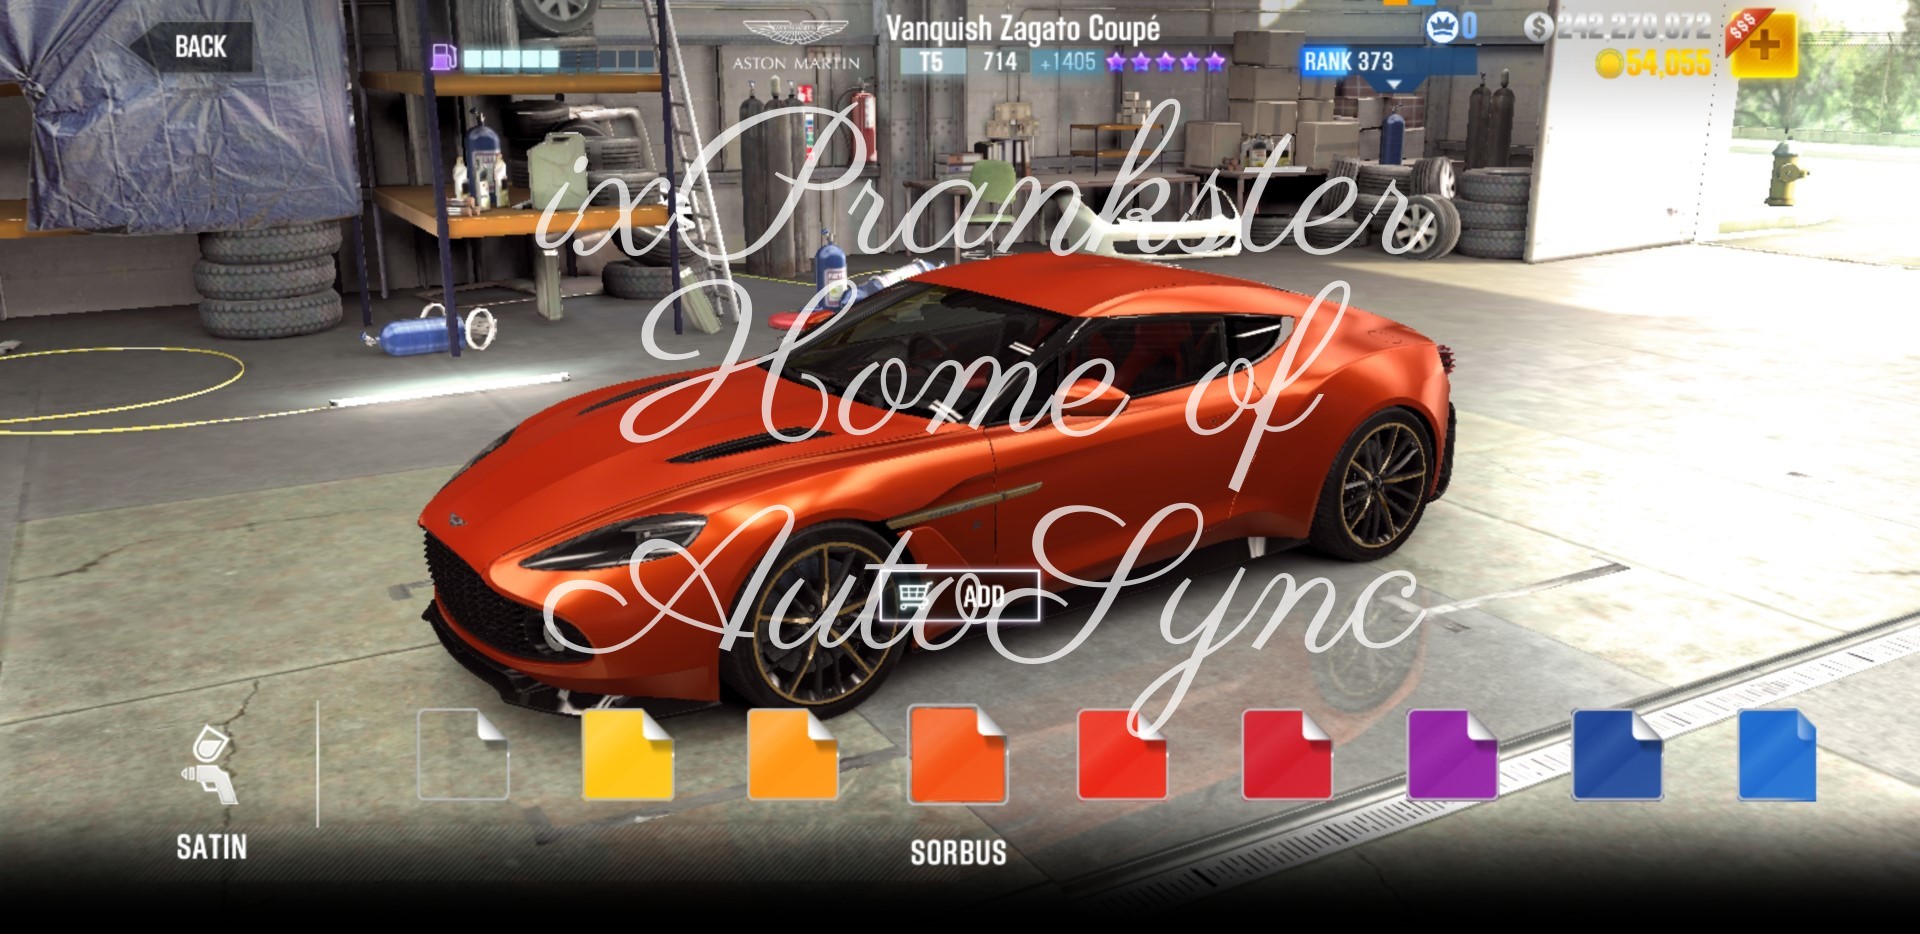 BACK
ASTON MARTIN
Vanquish Zagato Coupé
T5 714 +1405
RANK 373
0
$ 242,270,072
54,055
$$$
ixPrankster
Home of
AutoSync
ADD
SATIN
SORBUS